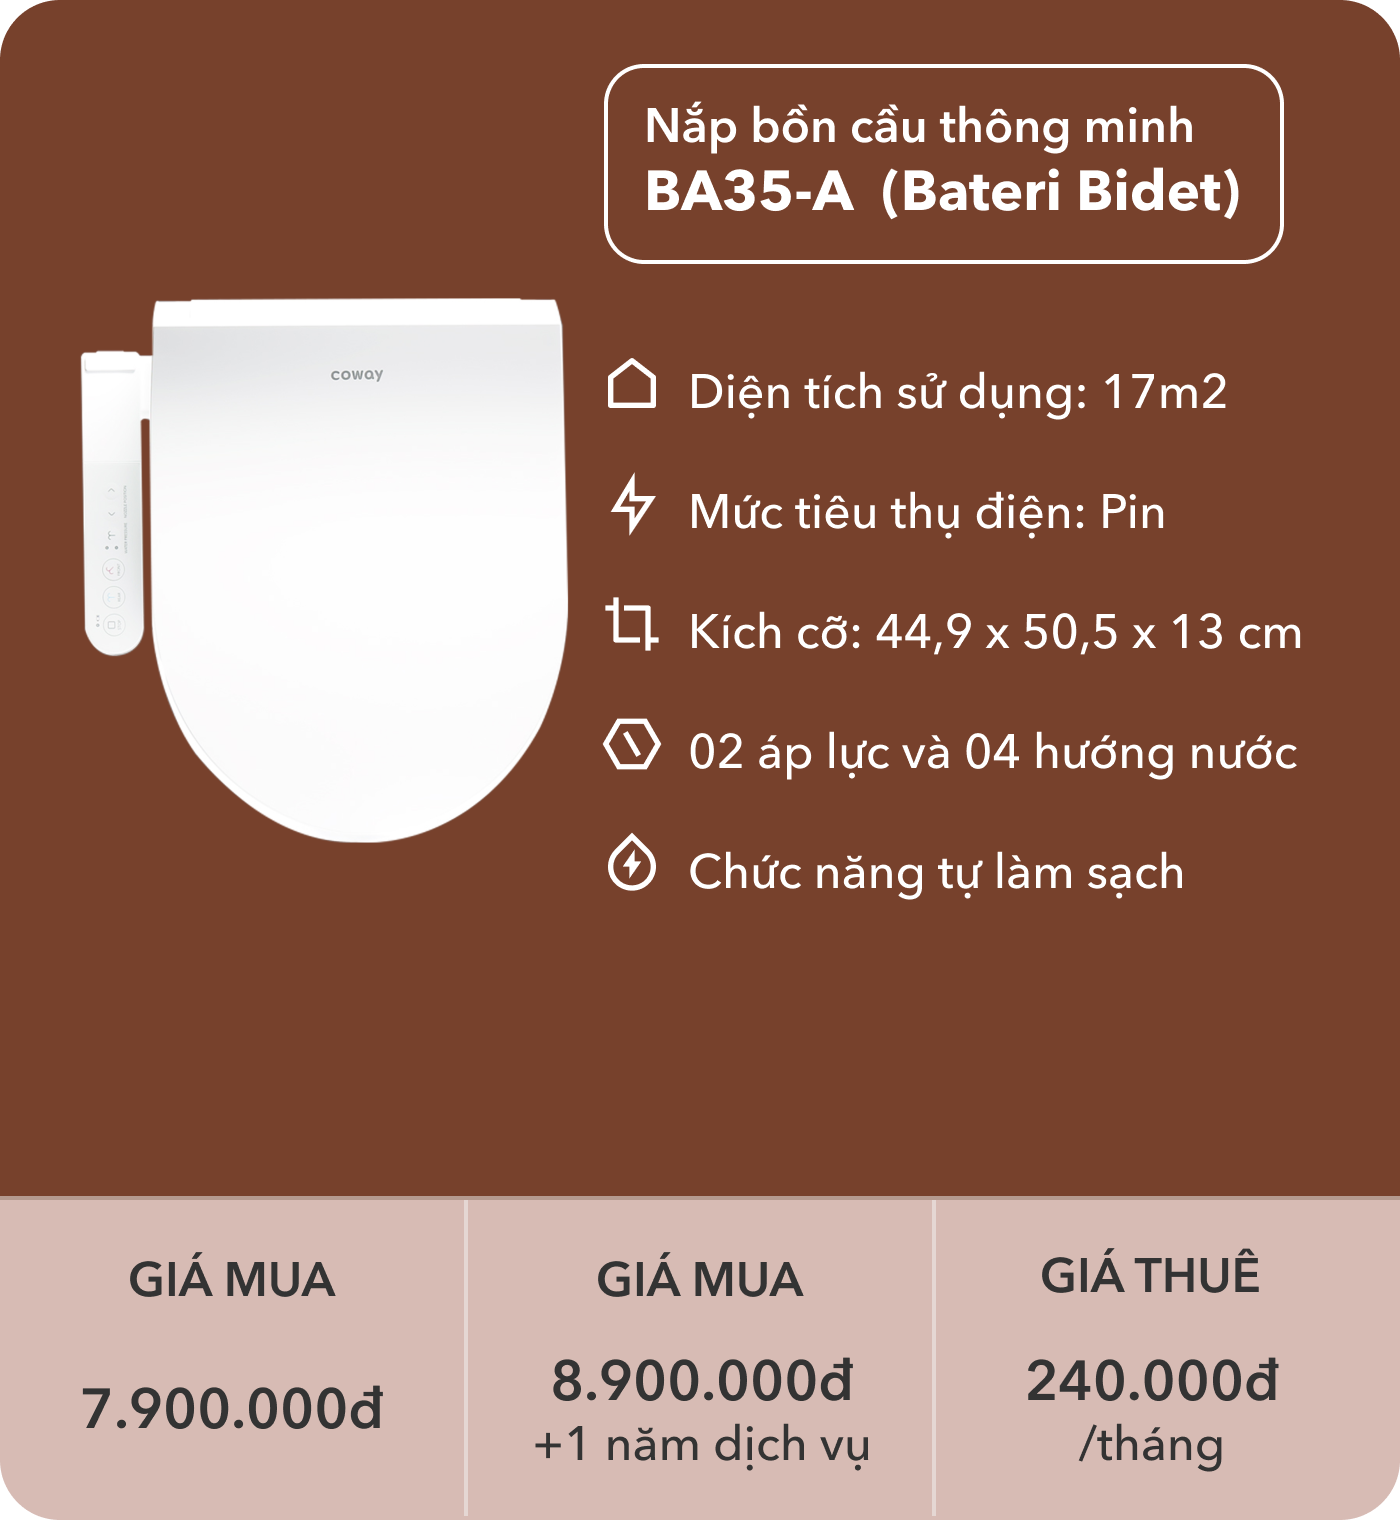 Nắp bồn cầu thông minh
BA35-A (Bateri Bidet)
coway
Diện tích sử dụng: 17m2
Mức tiêu thụ điện: Pin
Kích cỡ: 44,9 x 50,5 x 13 cm
02 áp lực và 04 hướng nước
Chức năng tự làm sạch
GIÁ MUA
7.900.000đ
GIÁ MUA
8.900.000đ
+1 năm dịch vụ
GIÁ THUÊ
240.000đ
/tháng